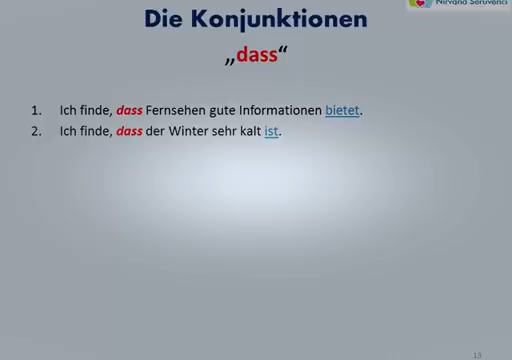 Nirvana Seruvenci
Die Konjunktionen
„dass“
1. Ich finde, dass Fernsehen gute Informationen bietet.
2. Ich finde, dass der Winter sehr kalt ist.
13